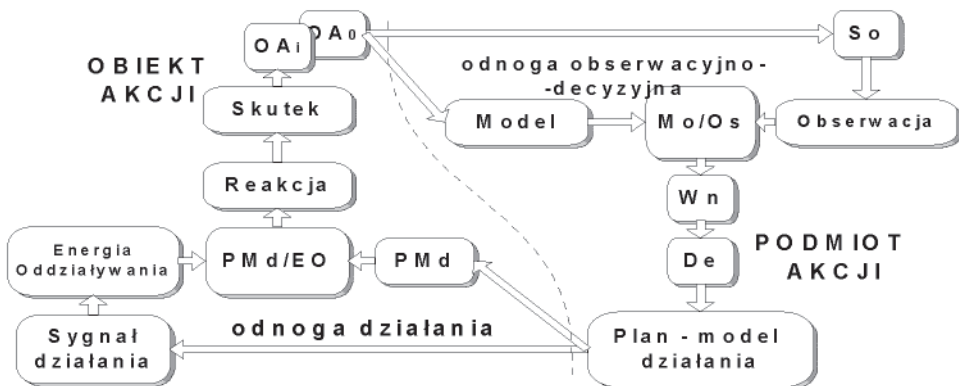 OAi
OA0
So
OBIEKT
AKCJI
odnoga obserwacyjno-
-decyzyjna
Skutek
Model
Mo/Os
Obserwacja
Reakcja
Wn
Energia
Oddziaływania
PMd/EO
PMd
De
PODMIOT
AKCJI
odnoga działania
Sygnał
działania
Plan - model
działania